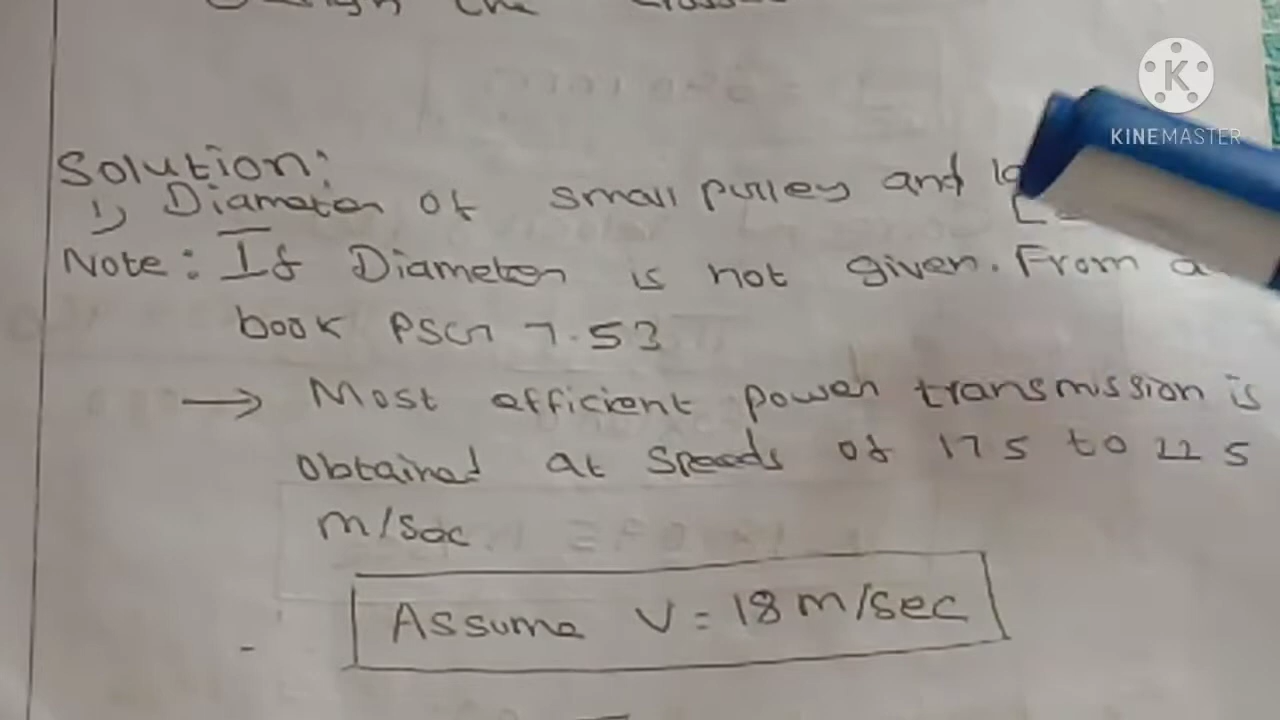 Solution:
1) Diameter of small pulley and
Note: If Diameter is not given. From
book PSG 7.53
→ Most efficient power transmission is
obtained at speeds of 17 5 to 22 5
m/sec
Assume V = 18 m/sec
K
KINEMASTER